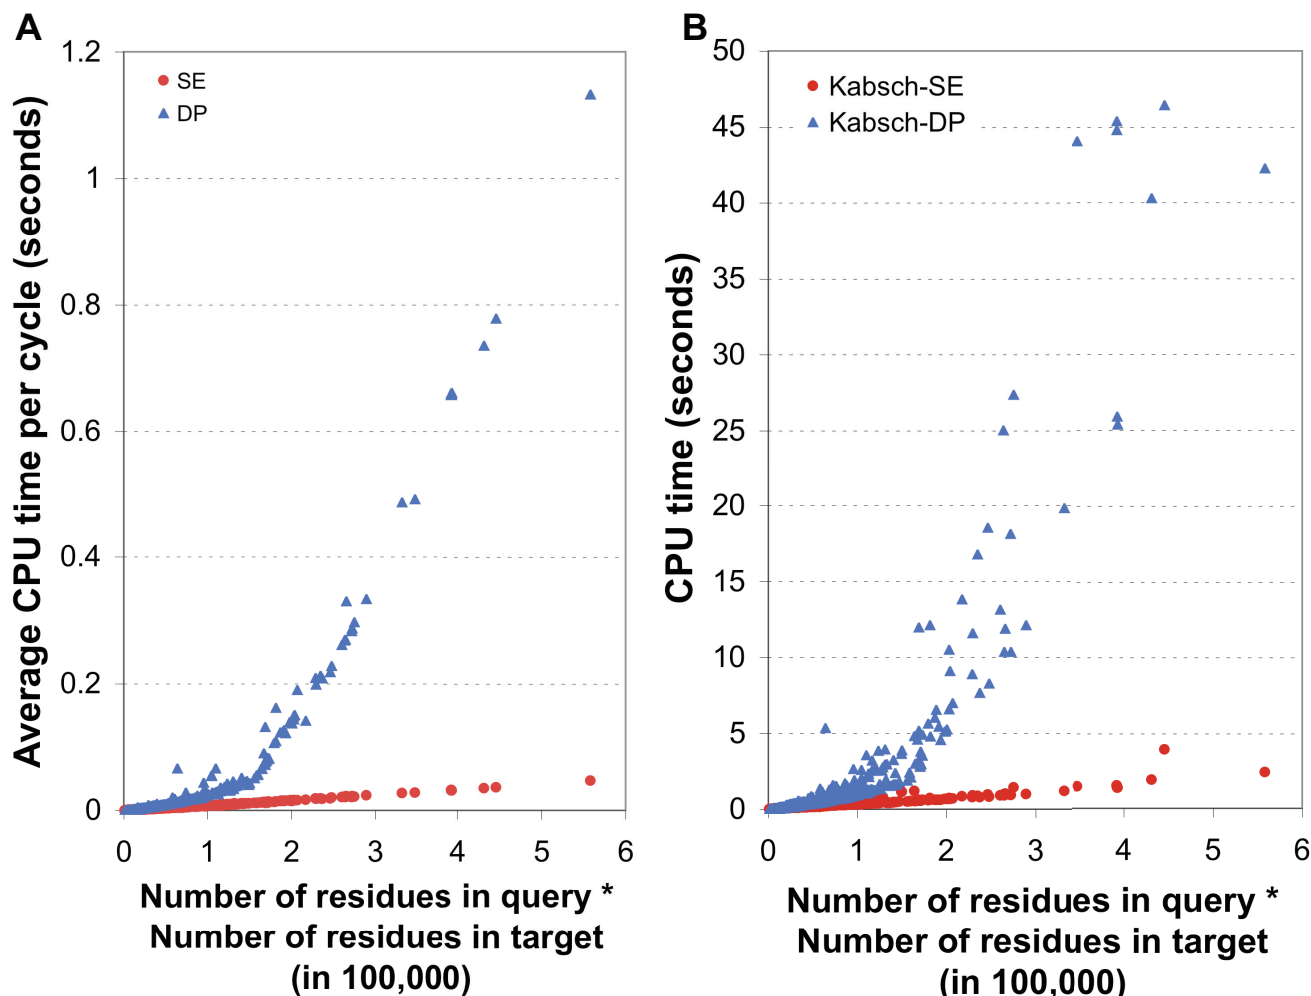 A
1.2
1
0.8
0.6
0.4
0.2
0
SE
DP
Average CPU time per cycle (seconds)
0 1 2 3 4 5 6
Number of residues in query *
Number of residues in target
(in 100,000)
B
50
45
40
35
30
25
20
15
10
5
0
Kabsch-SE
Kabsch-DP
CPU time (seconds)
0 1 2 3 4 5 6
Number of residues in query *
Number of residues in target
(in 100,000)